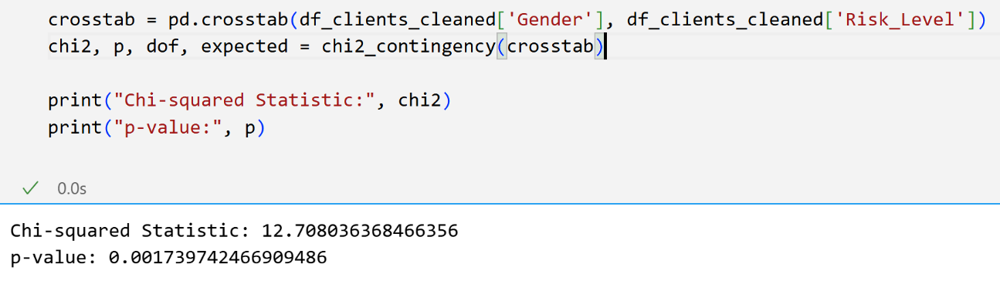 crosstab = pd.crosstab(df_clients_cleaned['Gender'], df_clients_cleaned['Risk_Level'])
chi2, p, dof, expected = chi2_contingency(crosstab)
print("Chi-squared Statistic:", chi2)
print("p-value:", p)
0.0s
Chi-squared Statistic: 12.708036368466356
p-value: 0.001739742466909486